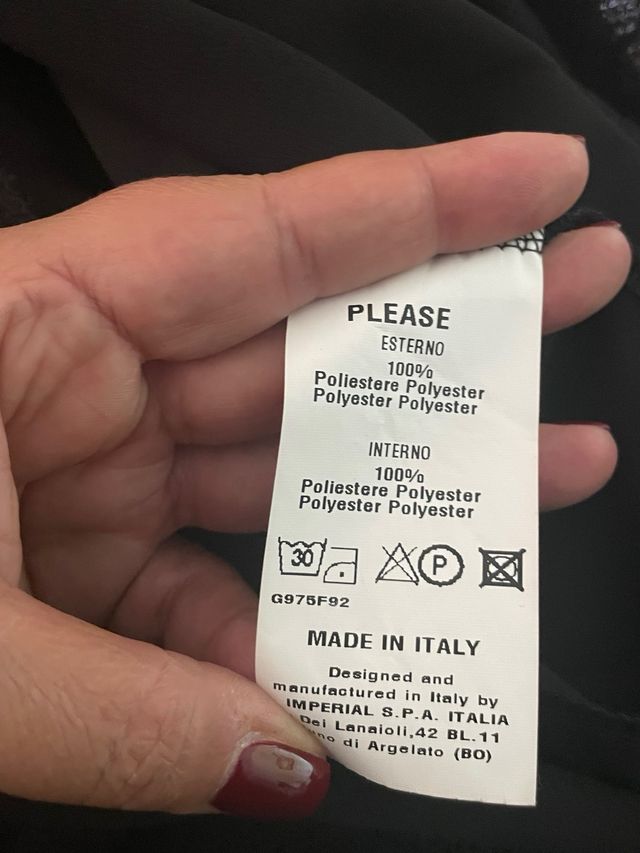 PLEASE
ESTERNO
100%
Poliestere Polyester
Polyester Polyester
INTERNO
100%
Poliestere Polyester
Polyester Polyester
30 P
G975F92
MADE IN ITALY
Designed and
manufactured in Italy by
IMPERIAL S.P.A. ITALIA
Dei Lanaioli,42 BL.11
di Argelato (BO)